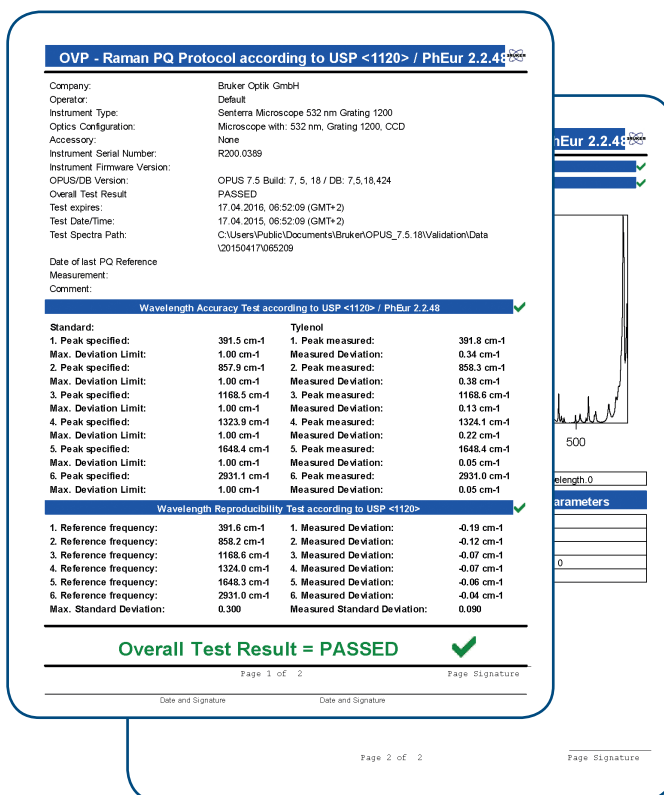 OVP - Raman PQ Protocol according to USP <1120> / PhEur 2.2.48
BRUKER
Company: Bruker Optik GmbH
Operator: Default
Instrument Type: Senterra Microscope 532 nm Grating 1200
Optics Configuration: Microscope with: 532 nm, Grating 1200, CCD
Accessory: None
Instrument Serial Number: R200.0389
Instrument Firmware Version:
OPUS/DB Version: OPUS 7.5 Build: 7, 5, 18 / DB: 7,5,18,424
Overall Test Result PASSED
Test expires: 17.04.2016, 06:52:09 (GMT+2)
Test Date/Time: 17.04.2015, 06:52:09 (GMT+2)
Test Spectra Path: C:\Users\Public\Documents\Bruker\OPUS_7.5.18\Validation\Data
\20150417\065209
Date of last PQ Reference
Measurement:
Comment:
Wavelength Accuracy Test according to USP <1120> / PhEur 2.2.48
Standard: Tylenol
1. Peak specified: 391.5 cm-1 1. Peak measured: 391.8 cm-1
Max. Deviation Limit: 1.00 cm-1 Measured Deviation: 0.34 cm-1
2. Peak specified: 857.9 cm-1 2. Peak measured: 858.3 cm-1
Max. Deviation Limit: 1.00 cm-1 Measured Deviation: 0.38 cm-1
3. Peak specified: 1168.5 cm-1 3. Peak measured: 1168.6 cm-1
Max. Deviation Limit: 1.00 cm-1 Measured Deviation: 0.13 cm-1
4. Peak specified: 1323.9 cm-1 4. Peak measured: 1324.1 cm-1
Max. Deviation Limit: 1.00 cm-1 Measured Deviation: 0.22 cm-1
5. Peak specified: 1648.4 cm-1 5. Peak measured: 1648.4 cm-1
Max. Deviation Limit: 1.00 cm-1 Measured Deviation: 0.05 cm-1
6. Peak specified: 2931.1 cm-1 6. Peak measured: 2931.0 cm-1
Max. Deviation Limit: 1.00 cm-1 Measured Deviation: 0.05 cm-1
Wavelength Reproducibility Test according to USP <1120>
1. Reference frequency: 391.6 cm-1 1. Measured Deviation: -0.19 cm-1
2. Reference frequency: 858.2 cm-1 2. Measured Deviation: -0.12 cm-1
3. Reference frequency: 1168.6 cm-1 3. Measured Deviation: -0.07 cm-1
4. Reference frequency: 1324.0 cm-1 4. Measured Deviation: -0.07 cm-1
5. Reference frequency: 1648.3 cm-1 5. Measured Deviation: -0.06 cm-1
6. Reference frequency: 2931.0 cm-1 6. Measured Deviation: -0.04 cm-1
Max. Standard Deviation: 0.300 Measured Standard Deviation: 0.090
Overall Test Result = PASSED
Page 1 of 2 Page Signature
Date and Signature Date and Signature
hEur 2.2.48
BRUKER
500
elength.0
arameters
0
Page 2 of 2 Page Signature